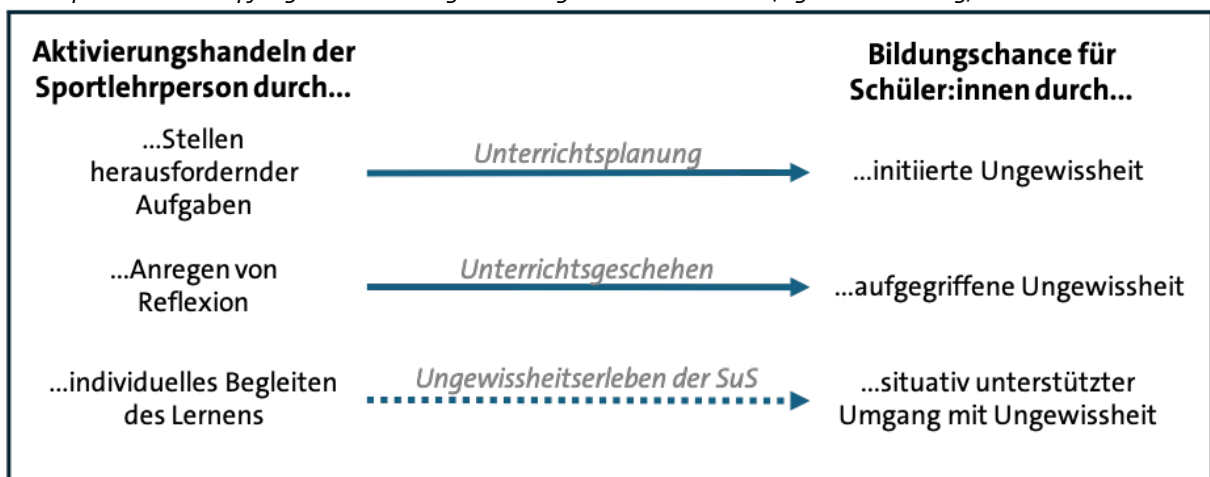 Aktivierungshandeln der
Sportlehrperson durch...
Bildungschance für
Schüler:innen durch...
...Stellen
herausfordernder
Aufgaben
Unterrichtsplanung
...initiierte Ungewissheit
...Anregen von
Reflexion
Unterrichtsgeschehen
...aufgegriffene Ungewissheit
...individuelles Begleiten
des Lernens
Ungewissheitserleben der SuS
...situativ unterstützter
Umgang mit Ungewissheit